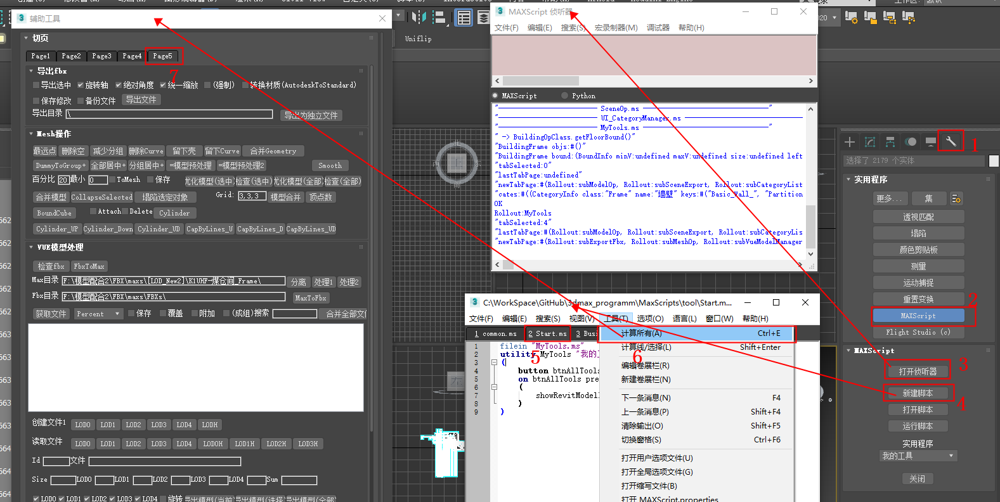 辅助工具
切页
Page1 Page2 Page3 Page4 Page5
7
导出fbx
导出选中 旋转轴 绝对角度 统一缩放 (强制) 转换材质(AutodeskToStandard)
保存修改 备份文件 导出文件
导出目录 \ 导出为独立文件
Mesh操作
最远点 删除空 减少分组 删除Curve 留下壳 留下Curve 合并Geometry
DummyToGroup+ 全部居中+ 分组居中+ =模型预处理 =模型预处理2 Smooth
百分比 20 最小 0 ToMesh 保存 优化模型(选中) 检查(选中) 优化模型(全部) 检查(全部)
合并模型 CollapseSelected 塌陷选定对象 Grid: 3,3,3 模型合并 顶点数
BoundCube Attach Delete Cylinder
Cylinder_UP Cylinder_Down Cylinder_UD CapByLines_U CapByLines_D CapByLines_UD
VUE模型处理
检查fbx FbxToMax
Max目录 F:\模型配合2\FBX\maxs\[LOD_New2]\K1UHF-煤仓间_Frame\ 分离 处理1 处理2
Fbx目录 F:\模型配合2\FBX\maxs\FBXs\ MaxToFbx
获取文件 Percent 保存 覆盖 附加 (成组)搜索 合并全部文件
创建文件1 LOD0 LOD1 LOD2 LOD3 LOD4 LODH
读取文件 LOD0 LOD1 LOD2 LOD3 LOD4 LODOH LOD1H LOD2H LOD3H
Id 文件
Size LOD0 LOD1 LOD2 LOD3 LOD4 Sum
LOD0 LOD1 LOD2 LOD3 LOD4 旋转 导出模型(当前) 导出模型(选择) 导出模型(全部)
Uniflip
MAXScript 侦听器
文件(F) 编辑(E) 搜索(S) 宏录制器(M) 调试器 帮助(H)
MAXScript Python
" SceneOp.ms "
" UI_CategoryManager.ms
" MyTools.ms "
" -> BuildingOpClass.getFloorBound()"
"BuildingFrame objs:#()"
"BuildingFrame bound:(BoundInfo minV:undefined maxV:undefined size:undefined left
"tabSelected:0"
"lastTabPage:undefined"
"newTabPage:#(Rollout:subModelOp, Rollout:subSceneExport, Rollout:subCategoryList
"cates:#((CategoryInfo class:"Frame" name:"墙壁" keys:#("Basic_Wall_", "Partition
OK
Rollout:MyTools
"tabSelected:4"
"lastTabPage:#(Rollout:subModelOp, Rollout:subSceneExport, Rollout:subCategoryLis
"newTabPage:#(Rollout:subExportFbx, Rollout:subMeshOp, Rollout:subVueModelManager
C:\WorkSpace\GitHub\3dmax_programm\MaxScripts\tool\Start.m...
文件(F) 编辑(E) 搜索(S) 视图(V) 工具(T) 选项(O) 语言(L) 窗口(W) 帮助(H)
1 common.ms 2 Start.ms 3 Busi
1 filein "MyTools.ms"
2 utility MyTools "我的工
3 (
4 button btnAllTools
5 on btnAllTools pre
6 (
7 showRevitModell
8 )
9 )
5
6
计算所有(A) Ctrl+E
计算线/选择(L) Shift+Enter
编辑卷展栏(R)
新建卷展栏(N)
下一条消息(N) F4
上一条消息(P) Shift+F4
清除输出(O) Shift+F5
切换窗格(S) Ctrl+F6
打开用户选项文件(U)
打开全局选项文件(G)
打开缩写文件(B)
打开 MAXScript.properties
1
选择了 2179 个实体
实用程序
更多... 集
透视匹配
塌陷
颜色剪贴板
测量
运动捕捉
重置变换
2
MAXScript
Flight Studio (c)
MAXScript
打开侦听器
3
新建脚本
4
打开脚本
运行脚本
实用程序
我的工具
关闭